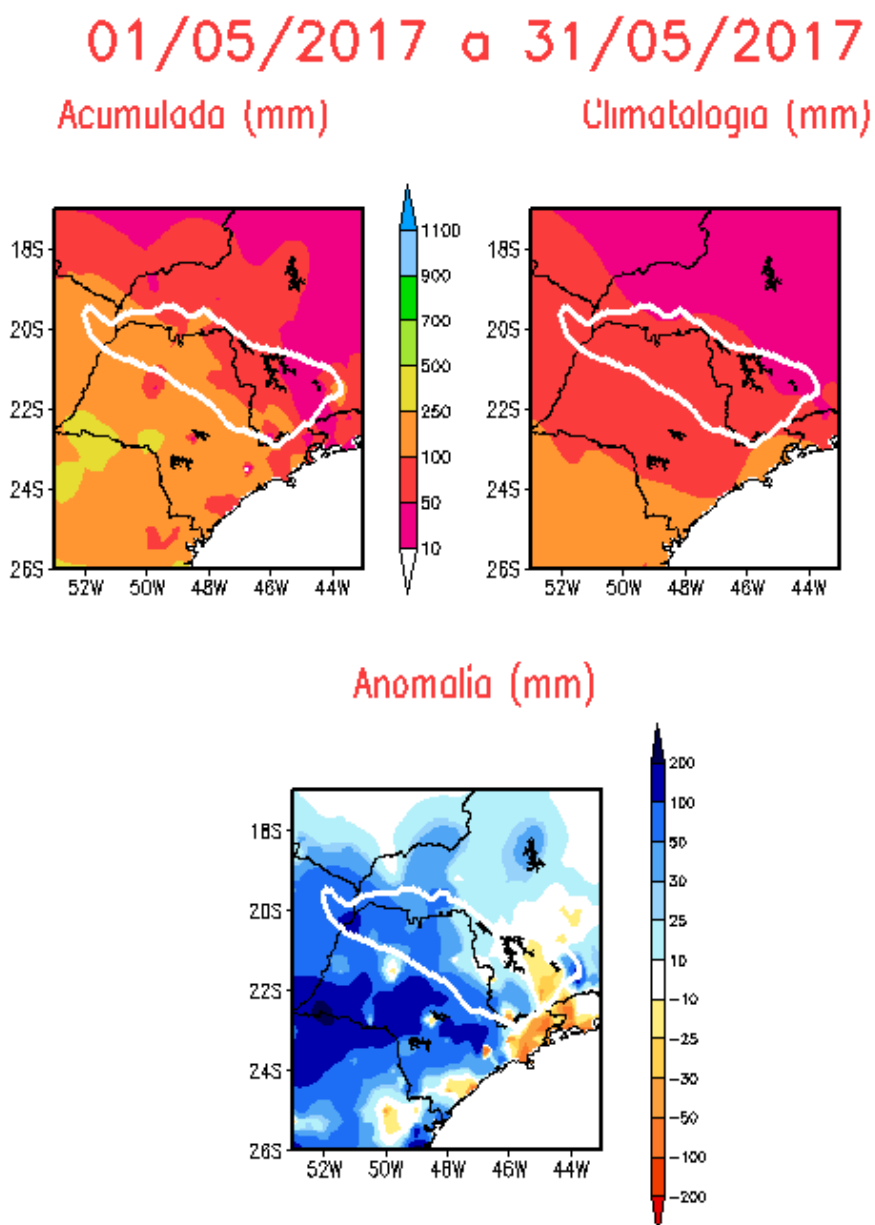 01/05/2017 a 31/05/2017
Acumulada (mm)
Climatologia (mm)
18S
20S
22S
24S
26S
52W 50W 48W 46W 44W
1100
900
700
500
250
100
50
10
18S
20S
22S
24S
26S
52W 50W 48W 46W 44W
Anomalia (mm)
18S
20S
22S
24S
26S
52W 50W 48W 46W 44W
200
100
50
30
25
10
-10
-25
-30
-50
-100
-200